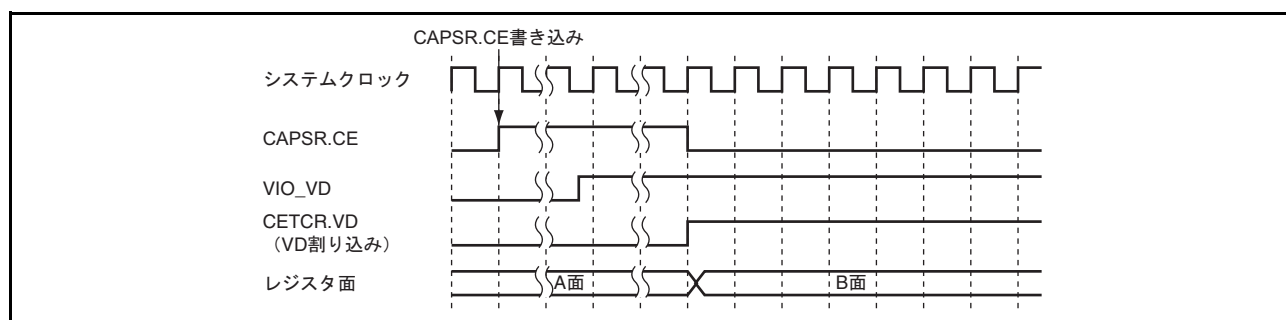 CAPSR.CE書き込み
システムクロック
CAPSR.CE
VIO_VD
CETCR.VD
（VD割り込み）
レジスタ面
A面
B面